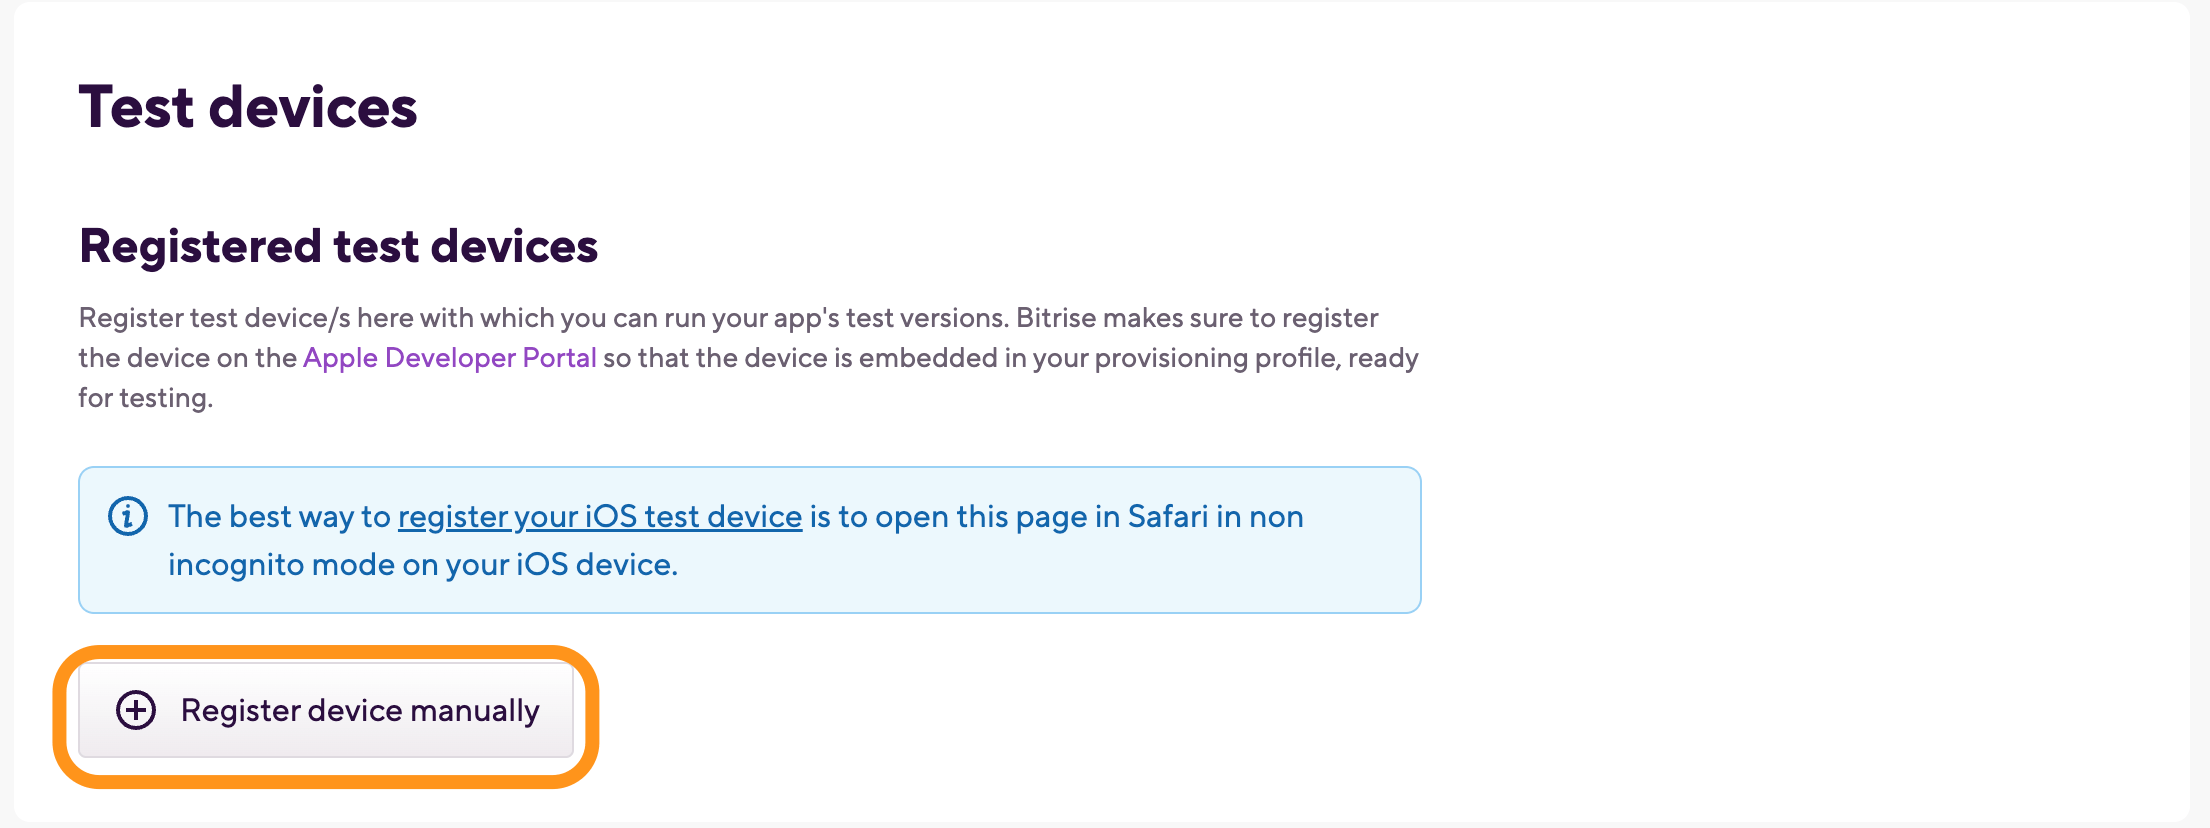 Test devices
Registered test devices
Register test device/s here with which you can run your app's test versions. Bitrise makes sure to register
the device on the Apple Developer Portal so that the device is embedded in your provisioning profile, ready
for testing.
The best way to register your iOS test device is to open this page in Safari in non
incognito mode on your iOS device.
Register device manually